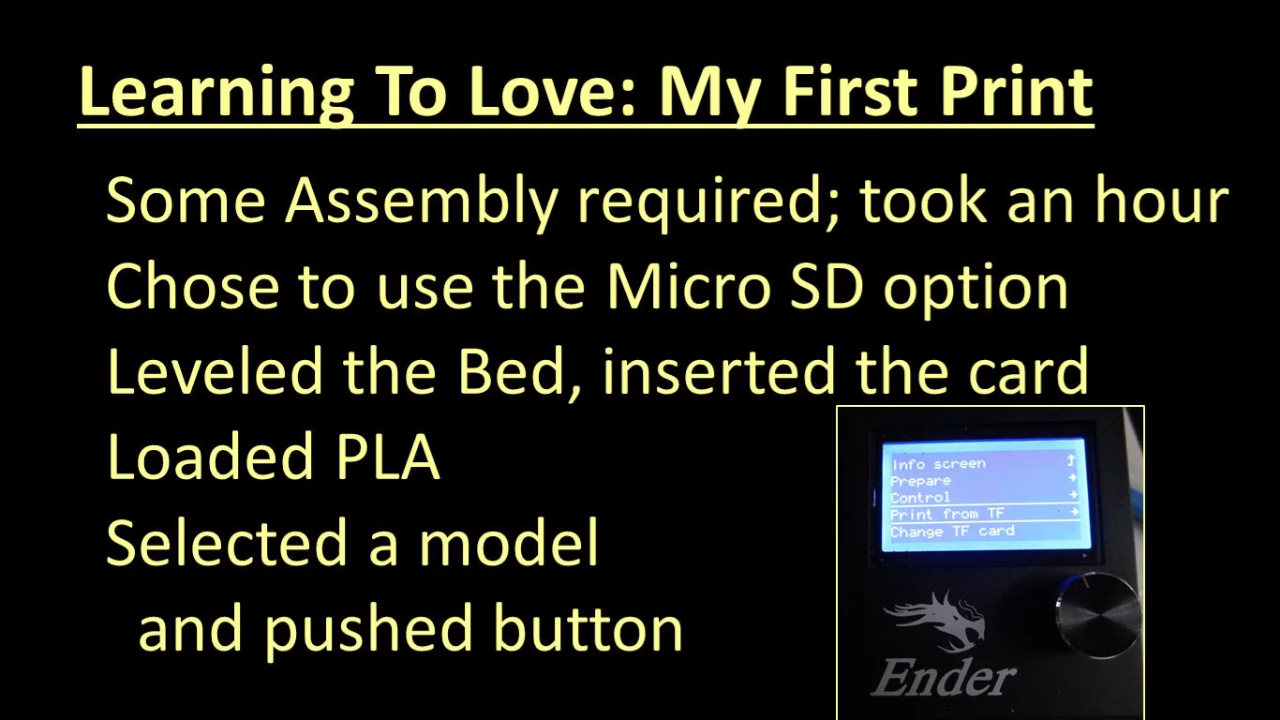 Learning To Love: My First Print
Some Assembly required; took an hour
Chose to use the Micro SD option
Leveled the Bed, inserted the card
Loaded PLA
Selected a model
and pushed button
Info screen
Prepare
Control
Print from TF
Change TF card
Ender